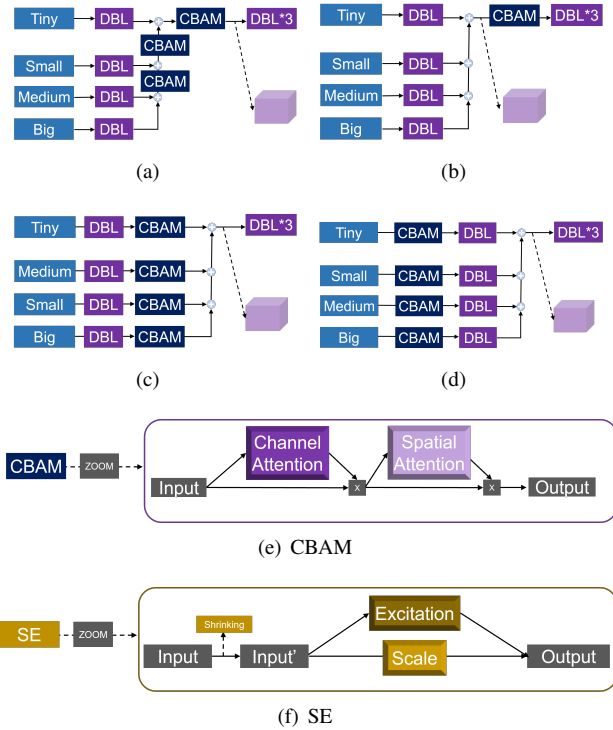 Tiny DBL CBAM DBL*3
CBAM
Small DBL
CBAM
Medium DBL
Big DBL
(a)
Tiny DBL CBAM DBL*3
Small DBL
Medium DBL
Big DBL
(b)
Tiny DBL CBAM DBL*3
Medium DBL CBAM
Small DBL CBAM
Big DBL CBAM
(c)
Tiny CBAM DBL DBL*3
Small CBAM DBL
Medium CBAM DBL
Big CBAM DBL
(d)
CBAM ZOOM
Channel
Attention
Spatial
Attention
Input x x Output
(e) CBAM
SE ZOOM
Shrinking
Excitation
Input Input' Scale Output
(f) SE